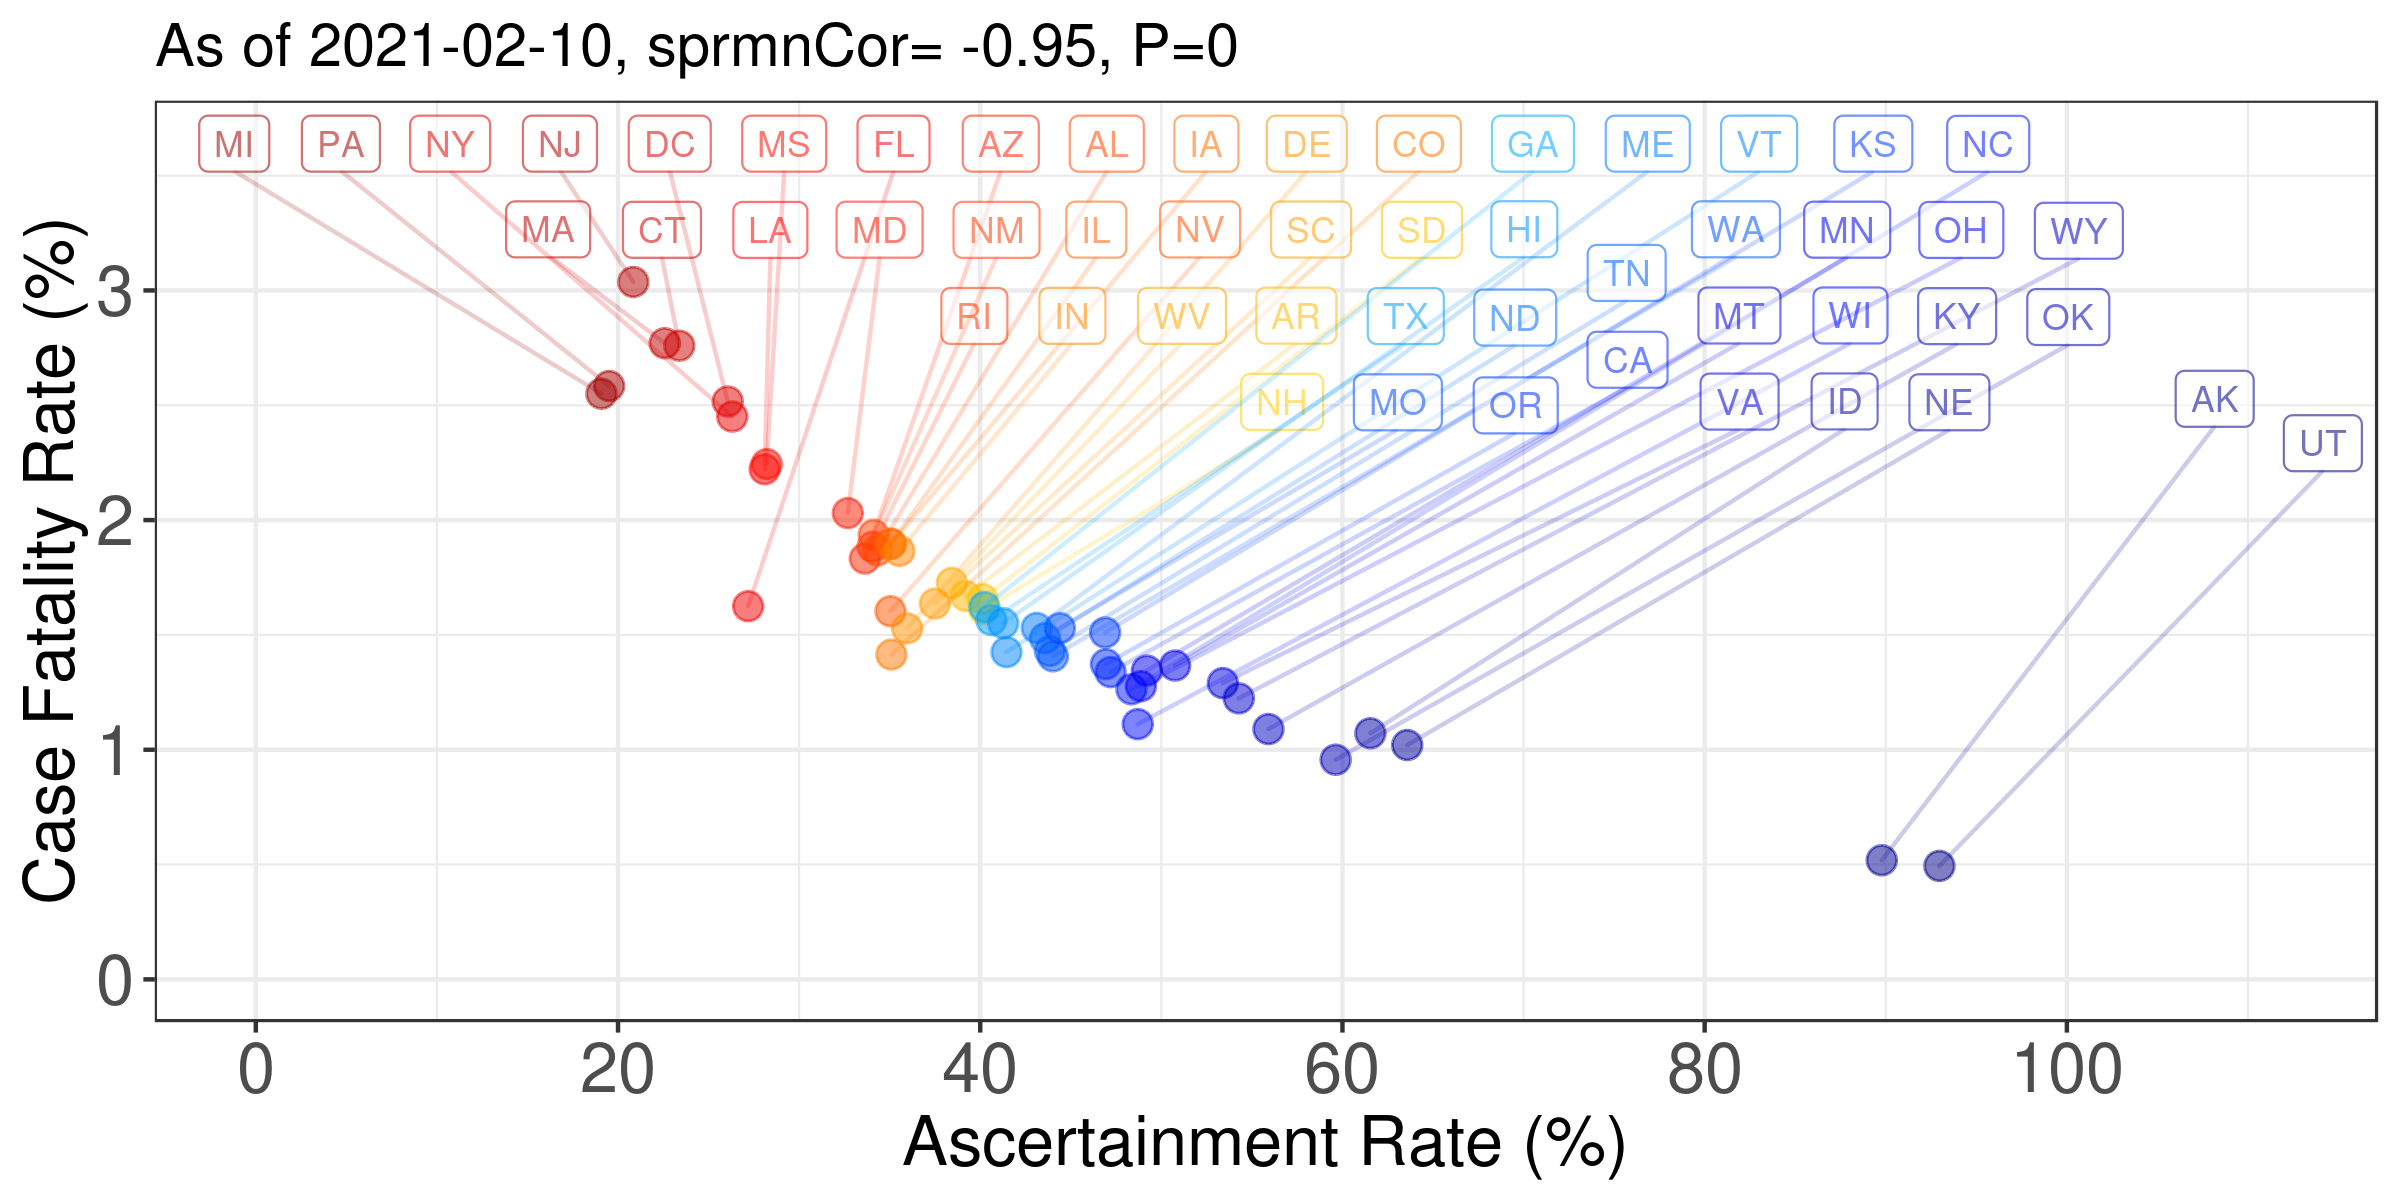 As of 2021-02-10, sprmnCor= -0.95, P=0
MI PA NY NJ DC MS FL AZ AL IA DE CO GA ME VT KS NC
MA CT LA MD NM IL NV SC SD HI WA MN OH WY
TN
RI IN WV AR TX ND MT WI KY OK
CA
NH MO OR VA ID NE AK
UT
Case Fatality Rate (%)
3
2
1
0
0 20 40 60 80 100
Ascertainment Rate (%)